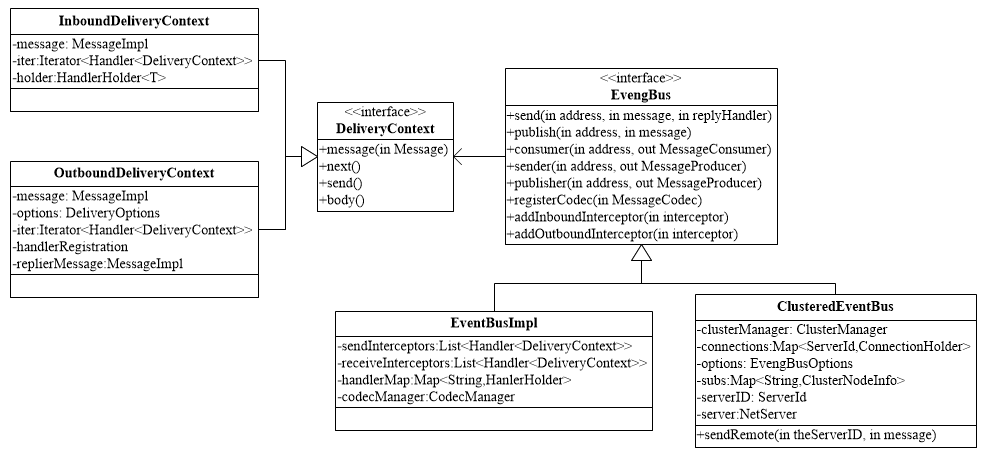 InboundDeliveryContext
-message: MessageImpl
-iter:Iterator<Handler<DeliveryContext>>
-holder:HandlerHolder<T>
OutboundDeliveryContext
-message: MessageImpl
-options: DeliveryOptions
-iter:Iterator<Handler<DeliveryContext>>
-handlerRegistration
-replierMessage:MessageImpl
<<interface>>
DeliveryContext
+message(in Message)
+next()
+send()
+body()
<<interface>>
EvengBus
+send(in address, in message, in replyHandler)
+publish(in address, in message)
+consumer(in address, out MessageConsumer)
+sender(in address, out MessageProducer)
+publisher(in address, out MessageProducer)
+registerCodec(in MessageCodec)
+addInboundInterceptor(in interceptor)
+addOutboundInterceptor(in interceptor)
EventBusImpl
-sendInterceptors:List<Handler<DeliveryContext>>
-receiveInterceptors:List<Handler<DeliveryContext>>
-handlerMap:Map<String,HanlerHolder>
-codecManager:CodecManager
ClusteredEventBus
-clusterManager: ClusterManager
-connections:Map<ServerId,ConnectionHolder>
-options: EvengBusOptions
-subs:Map<String,ClusterNodeInfo>
-serverID: ServerId
-server:NetServer
+sendRemote(in theServerID, in message)